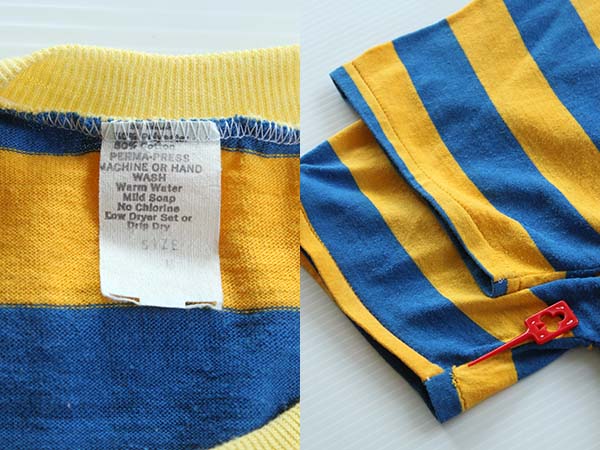 80% Cotton
PERMA-PRESS
MACHINE OR HAND
WASH
Warm Water
Mild Soap
No Chlorine
Low Dryer Set or
Drip Dry
SIZE